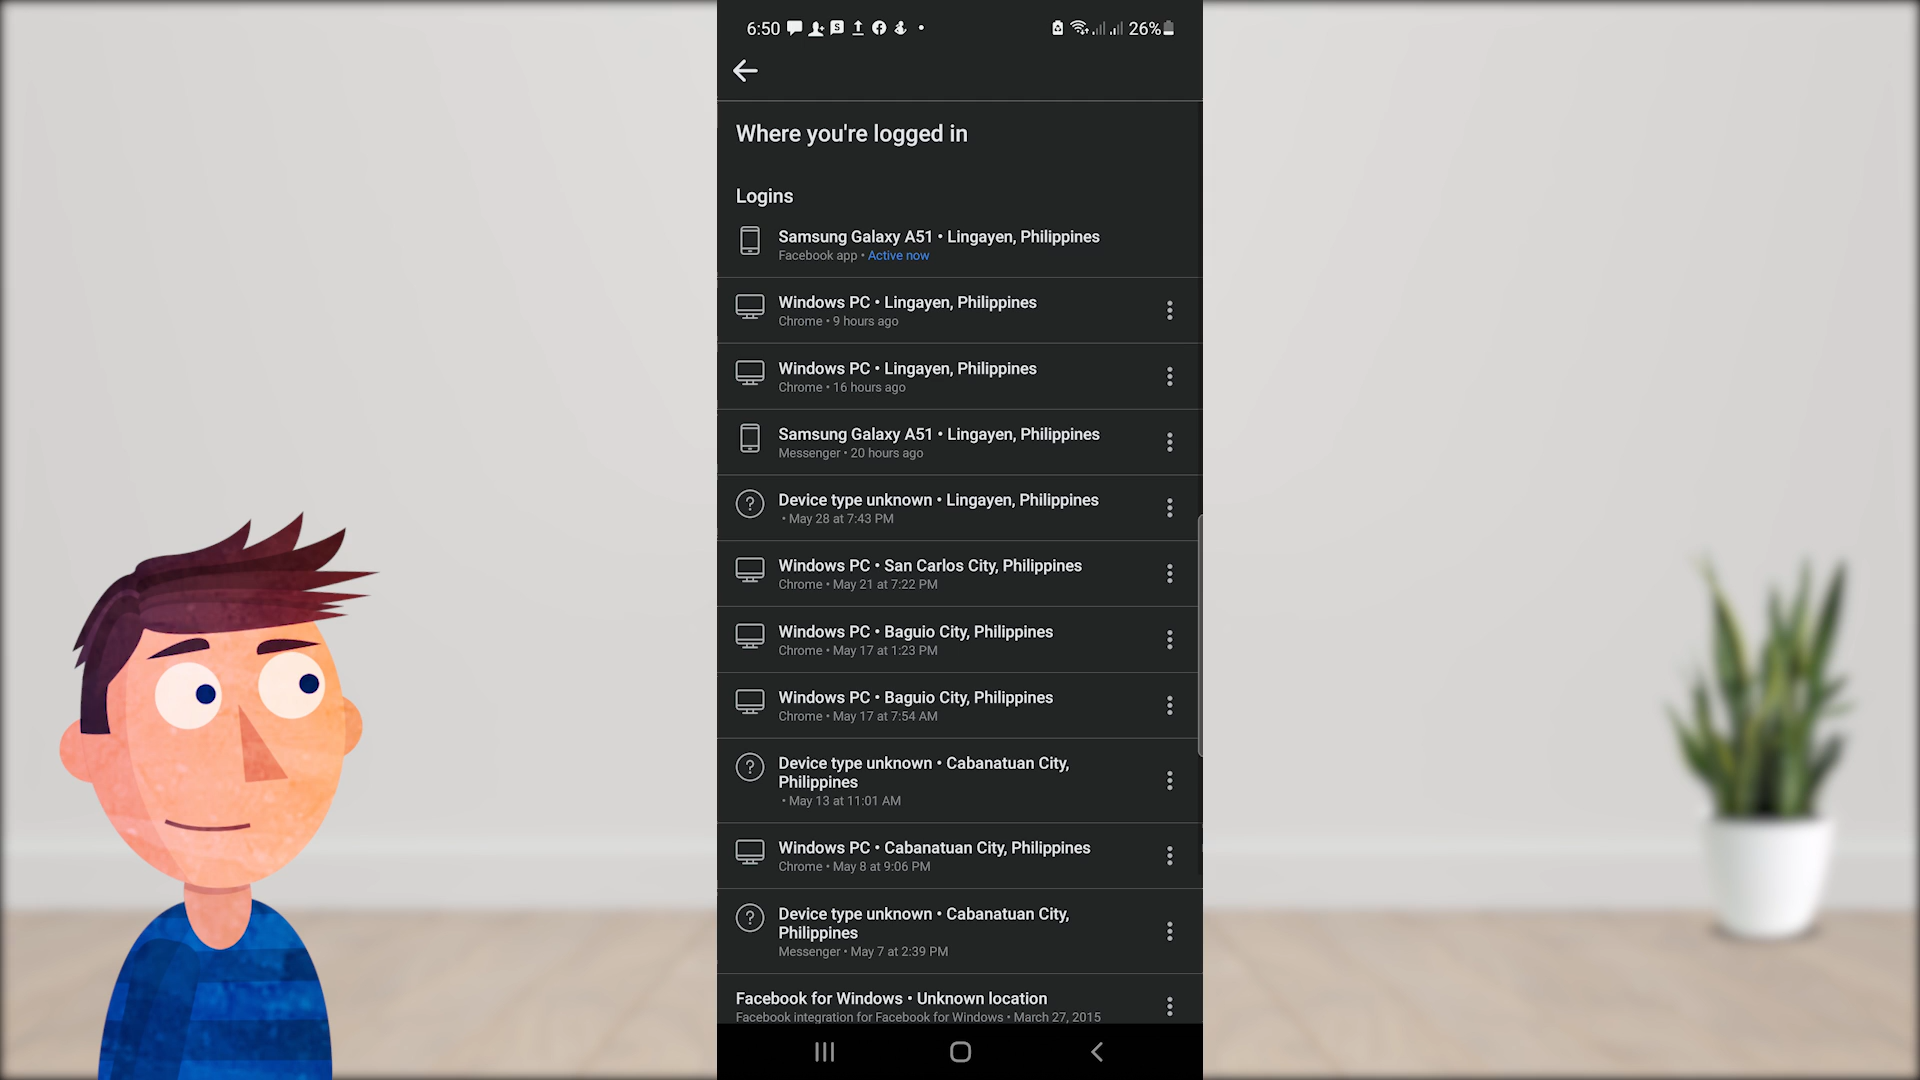 6:50
26%
Where you're logged in
Logins
Samsung Galaxy A51 • Lingayen, Philippines
Facebook app • Active now
Windows PC • Lingayen, Philippines
Chrome • 9 hours ago
Windows PC • Lingayen, Philippines
Chrome • 16 hours ago
Samsung Galaxy A51 • Lingayen, Philippines
Messenger • 20 hours ago
Device type unknown • Lingayen, Philippines
• May 28 at 7:43 PM
Windows PC • San Carlos City, Philippines
Chrome • May 21 at 7:22 PM
Windows PC • Baguio City, Philippines
Chrome • May 17 at 1:23 PM
Windows PC • Baguio City, Philippines
Chrome • May 17 at 7:54 AM
Device type unknown • Cabanatuan City,
Philippines
• May 13 at 11:01 AM
Windows PC • Cabanatuan City, Philippines
Chrome • May 8 at 9:06 PM
Device type unknown • Cabanatuan City,
Philippines
Messenger • May 7 at 2:39 PM
Facebook for Windows • Unknown location
Facebook integration for Facebook for Windows • March 27, 2015